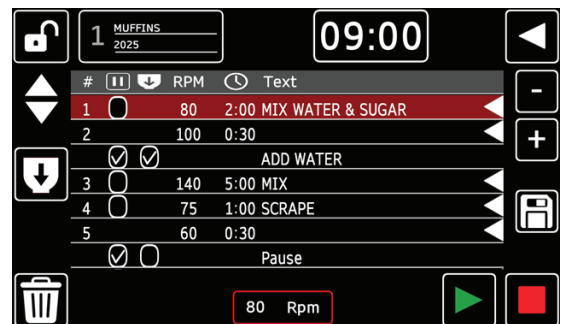 1 MUFFINS
2025
09:00
# RPM Text
1 80 2:00 MIX WATER & SUGAR
2 100 0:30
ADD WATER
3 140 5:00 MIX
4 75 1:00 SCRAPE
5 60 0:30
Pause
80 Rpm